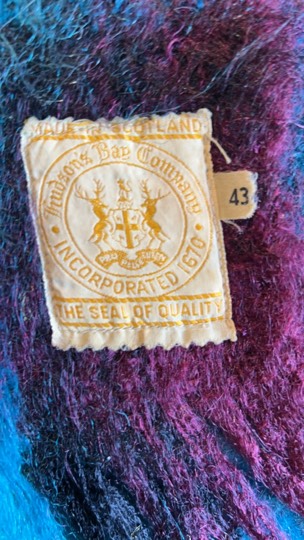 MADE IN SCOTLAND
Hudson's Bay Company
INCORPORATED 1670
THE SEAL OF QUALITY
43